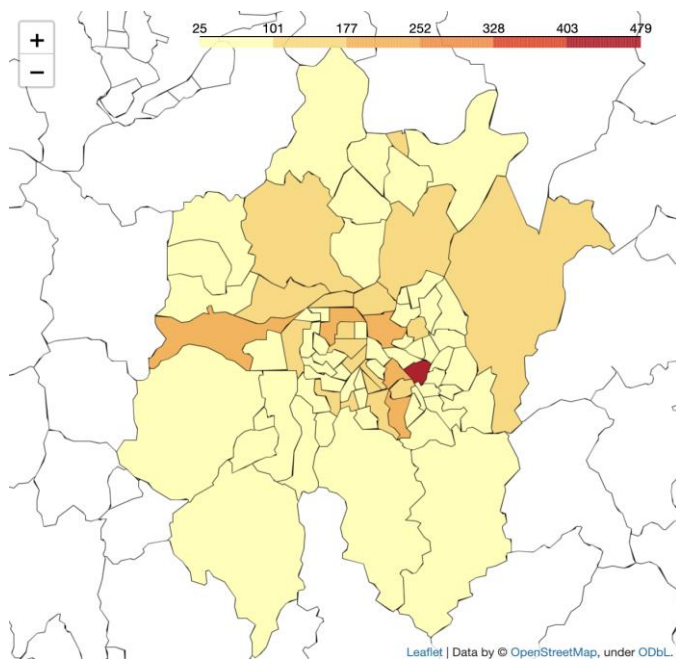 25 101 177 252 328 403 479
+
−
Leaflet | Data by © OpenStreetMap, under ODbL.